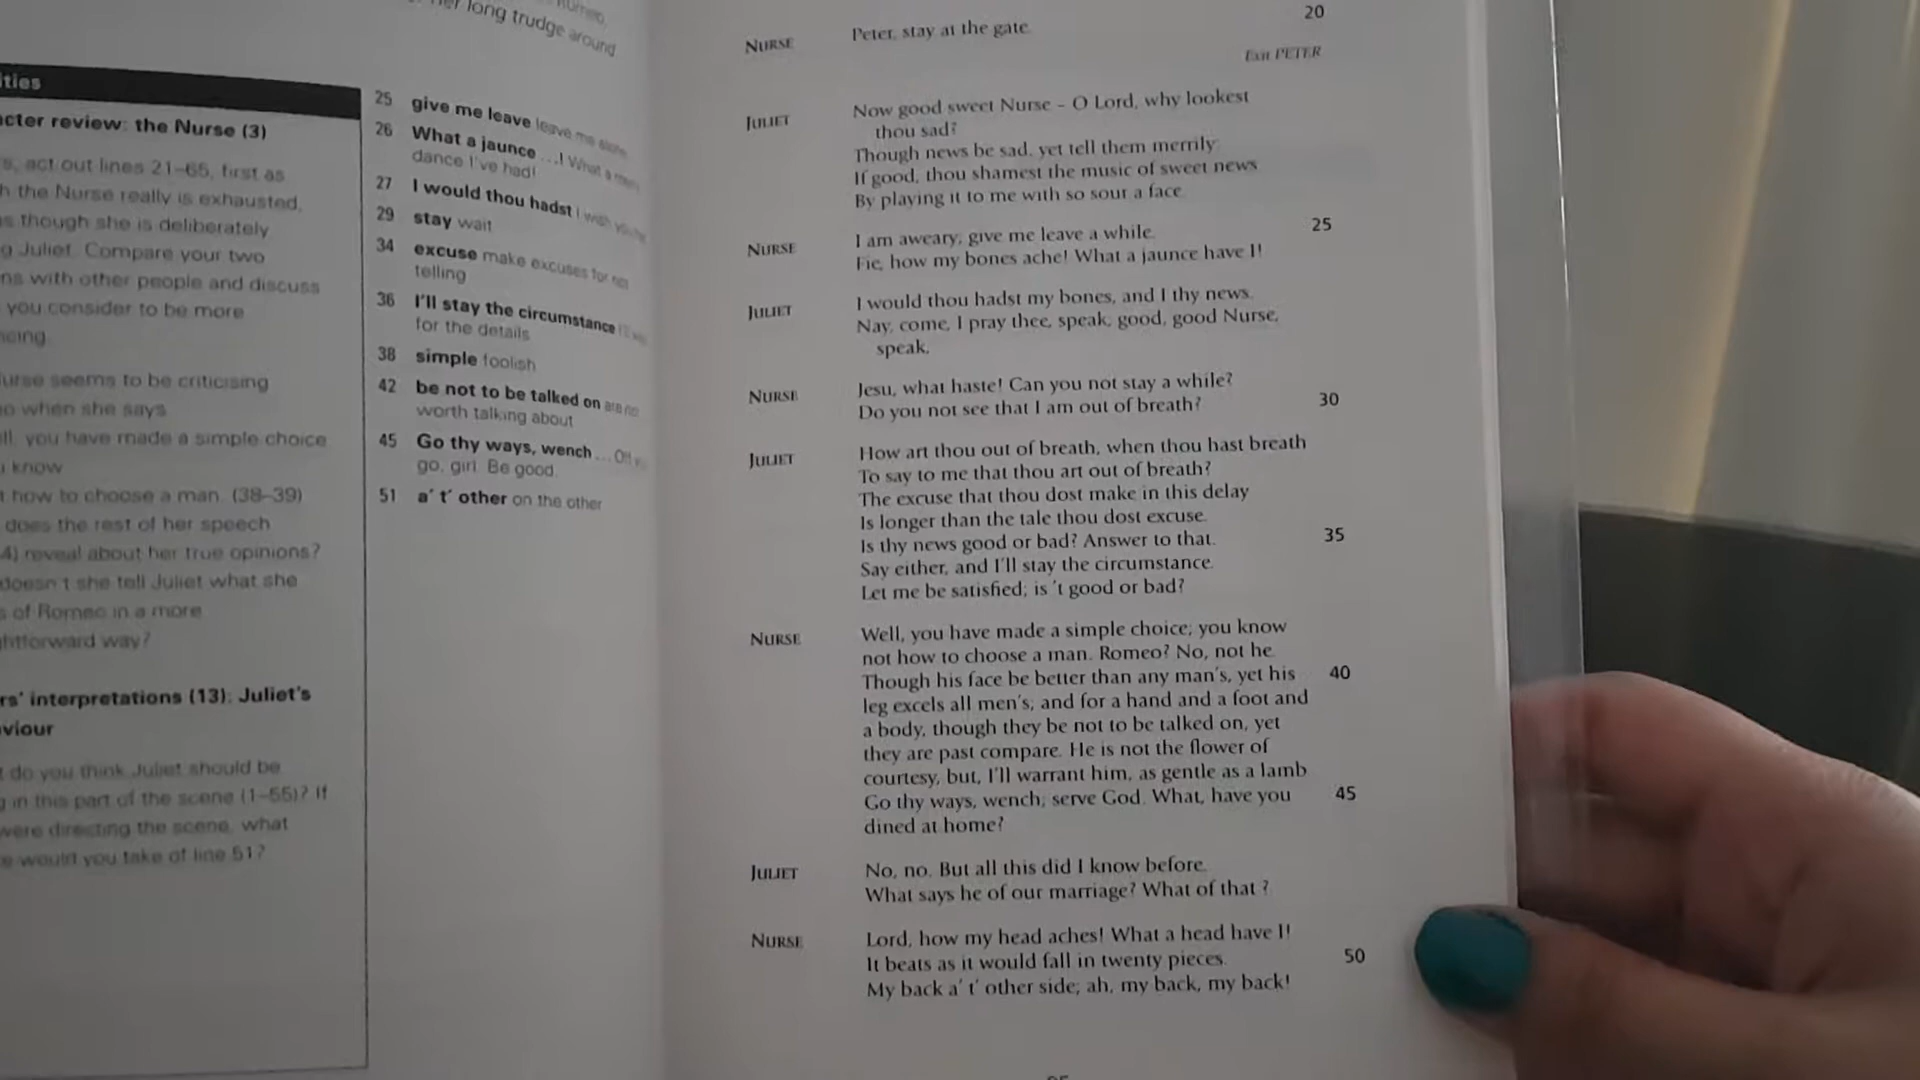 long trudge around
ties
cter review: the Nurse (3)
s, act out lines 21–65, first as
h the Nurse really is exhausted,
s though she is deliberately
g Juliet. Compare your two
ns with other people and discuss
you consider to be more
ncing.
urse seems to be criticising
o when she says
ll, you have made a simple choice
know
t how to choose a man. (38–39)
does the rest of her speech
4) reveal about her true opinions?
doesn't she tell Juliet what she
s of Romeo in a more
ghtforward way?
rs' interpretations (13): Juliet's
aviour
t do you think Juliet should be
g in this part of the scene (1–55)? If
were directing the scene, what
e would you take of line 51?
25 give me leave leave me alone
26 What a jaunce ...! What a
dance I've had!
27 I would thou hadst I wish you
29 stay wait
34 excuse make excuses for not
telling
36 I'll stay the circumstance
for the details
38 simple foolish
42 be not to be talked on are no
worth talking about
45 Go thy ways, wench ... Off
go, girl. Be good.
51 a' t' other on the other
20
NURSE Peter, stay at the gate.
Exit PETER
JULIET Now good sweet Nurse – O Lord, why lookest
thou sad?
Though news be sad, yet tell them merrily.
If good, thou shamest the music of sweet news
By playing it to me with so sour a face.
NURSE I am aweary; give me leave a while. 25
Fie, how my bones ache! What a jaunce have I!
JULIET I would thou hadst my bones, and I thy news.
Nay, come, I pray thee, speak; good, good Nurse,
speak.
NURSE Jesu, what haste! Can you not stay a while?
Do you not see that I am out of breath? 30
JULIET How art thou out of breath, when thou hast breath
To say to me that thou art out of breath?
The excuse that thou dost make in this delay
Is longer than the tale thou dost excuse.
Is thy news good or bad? Answer to that. 35
Say either, and I'll stay the circumstance.
Let me be satisfied; is 't good or bad?
NURSE Well, you have made a simple choice; you know
not how to choose a man. Romeo? No, not he.
Though his face be better than any man's, yet his 40
leg excels all men's; and for a hand and a foot and
a body, though they be not to be talked on, yet
they are past compare. He is not the flower of
courtesy, but, I'll warrant him, as gentle as a lamb.
Go thy ways, wench; serve God. What, have you 45
dined at home?
JULIET No, no. But all this did I know before.
What says he of our marriage? What of that ?
NURSE Lord, how my head aches! What a head have I!
It beats as it would fall in twenty pieces. 50
My back a' t' other side; ah, my back, my back!